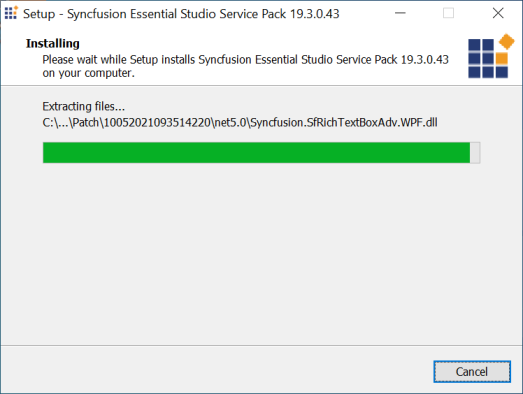 Setup - Syncfusion Essential Studio Service Pack 19.3.0.43
Installing
Please wait while Setup installs Syncfusion Essential Studio Service Pack 19.3.0.43
on your computer.
Extracting files...
C:\...\Patch\10052021093514220\net5.0\Syncfusion.SfRichTextBoxAdv.WPF.dll
Cancel